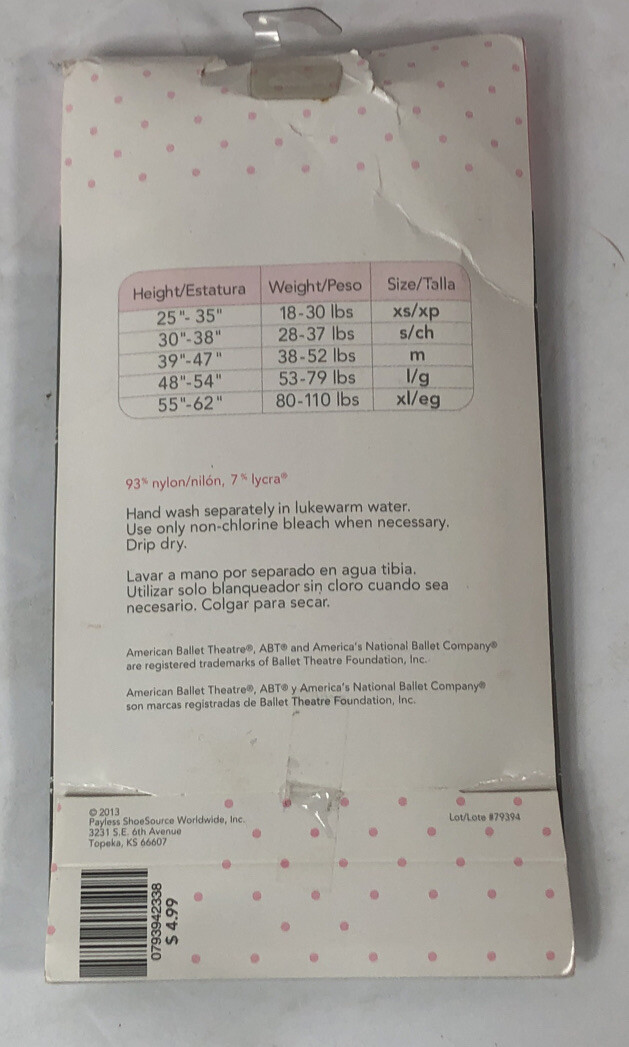 Height/Estatura Weight/Peso Size/Talla
25"- 35" 18-30 lbs xs/xp
30"-38" 28-37 lbs s/ch
39"-47" 38-52 lbs m
48"-54" 53-79 lbs l/g
55"-62" 80-110 lbs xl/eg
93% nylon/nilón, 7% lycra®
Hand wash separately in lukewarm water.
Use only non-chlorine bleach when necessary.
Drip dry.
Lavar a mano por separado en agua tibia.
Utilizar solo blanqueador sin cloro cuando sea
necesario. Colgar para secar.
American Ballet Theatre®, ABT® and America's National Ballet Company®
are registered trademarks of Ballet Theatre Foundation, Inc.
American Ballet Theatre®, ABT® y America's National Ballet Company®
son marcas registradas de Ballet Theatre Foundation, Inc.
© 2013
Payless ShoeSource Worldwide, Inc.
3231 S.E. 6th Avenue
Topeka, KS 66607
Lot/Lote #79394
0793942338
$ 4.99